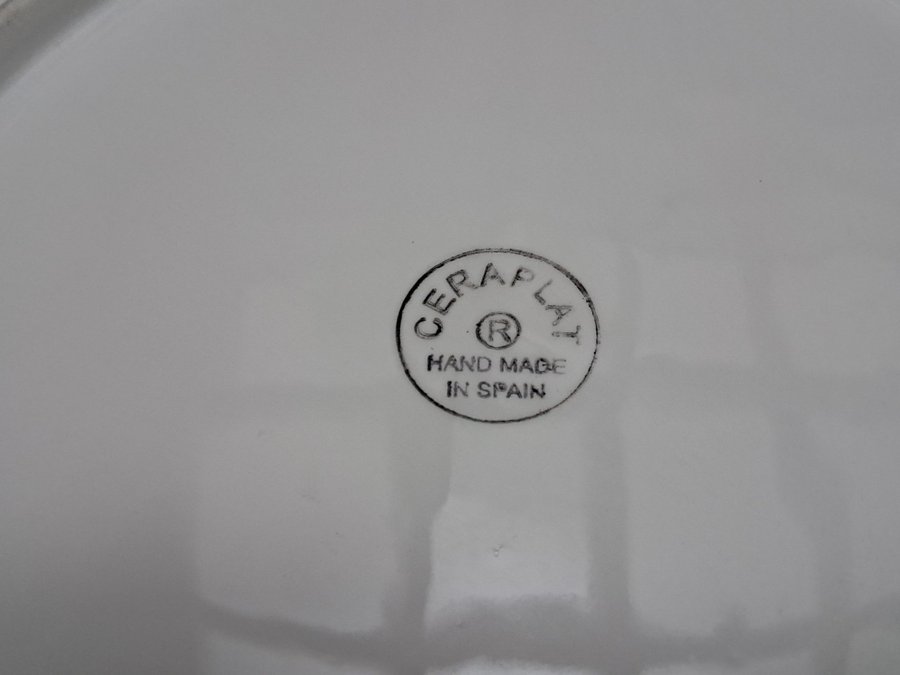 CERAPLAT
®
HAND MADE
IN SPAIN